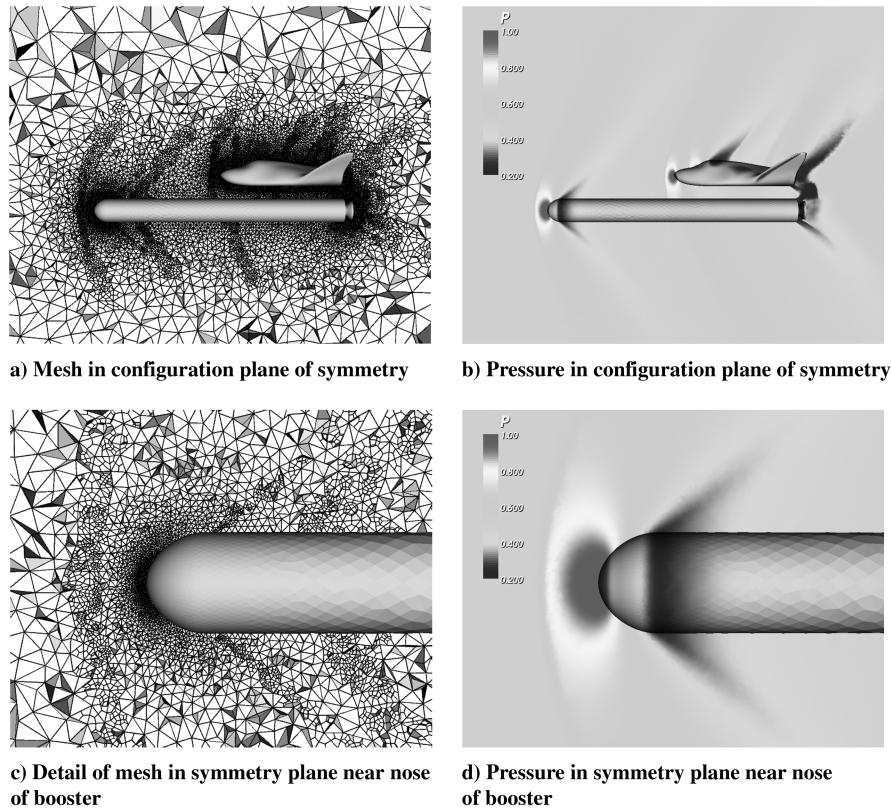 P
1.00
0.800
0.600
0.400
0.200
a) Mesh in configuration plane of symmetry
b) Pressure in configuration plane of symmetry
P
1.00
0.800
0.600
0.400
0.200
c) Detail of mesh in symmetry plane near nose
of booster
d) Pressure in symmetry plane near nose
of booster